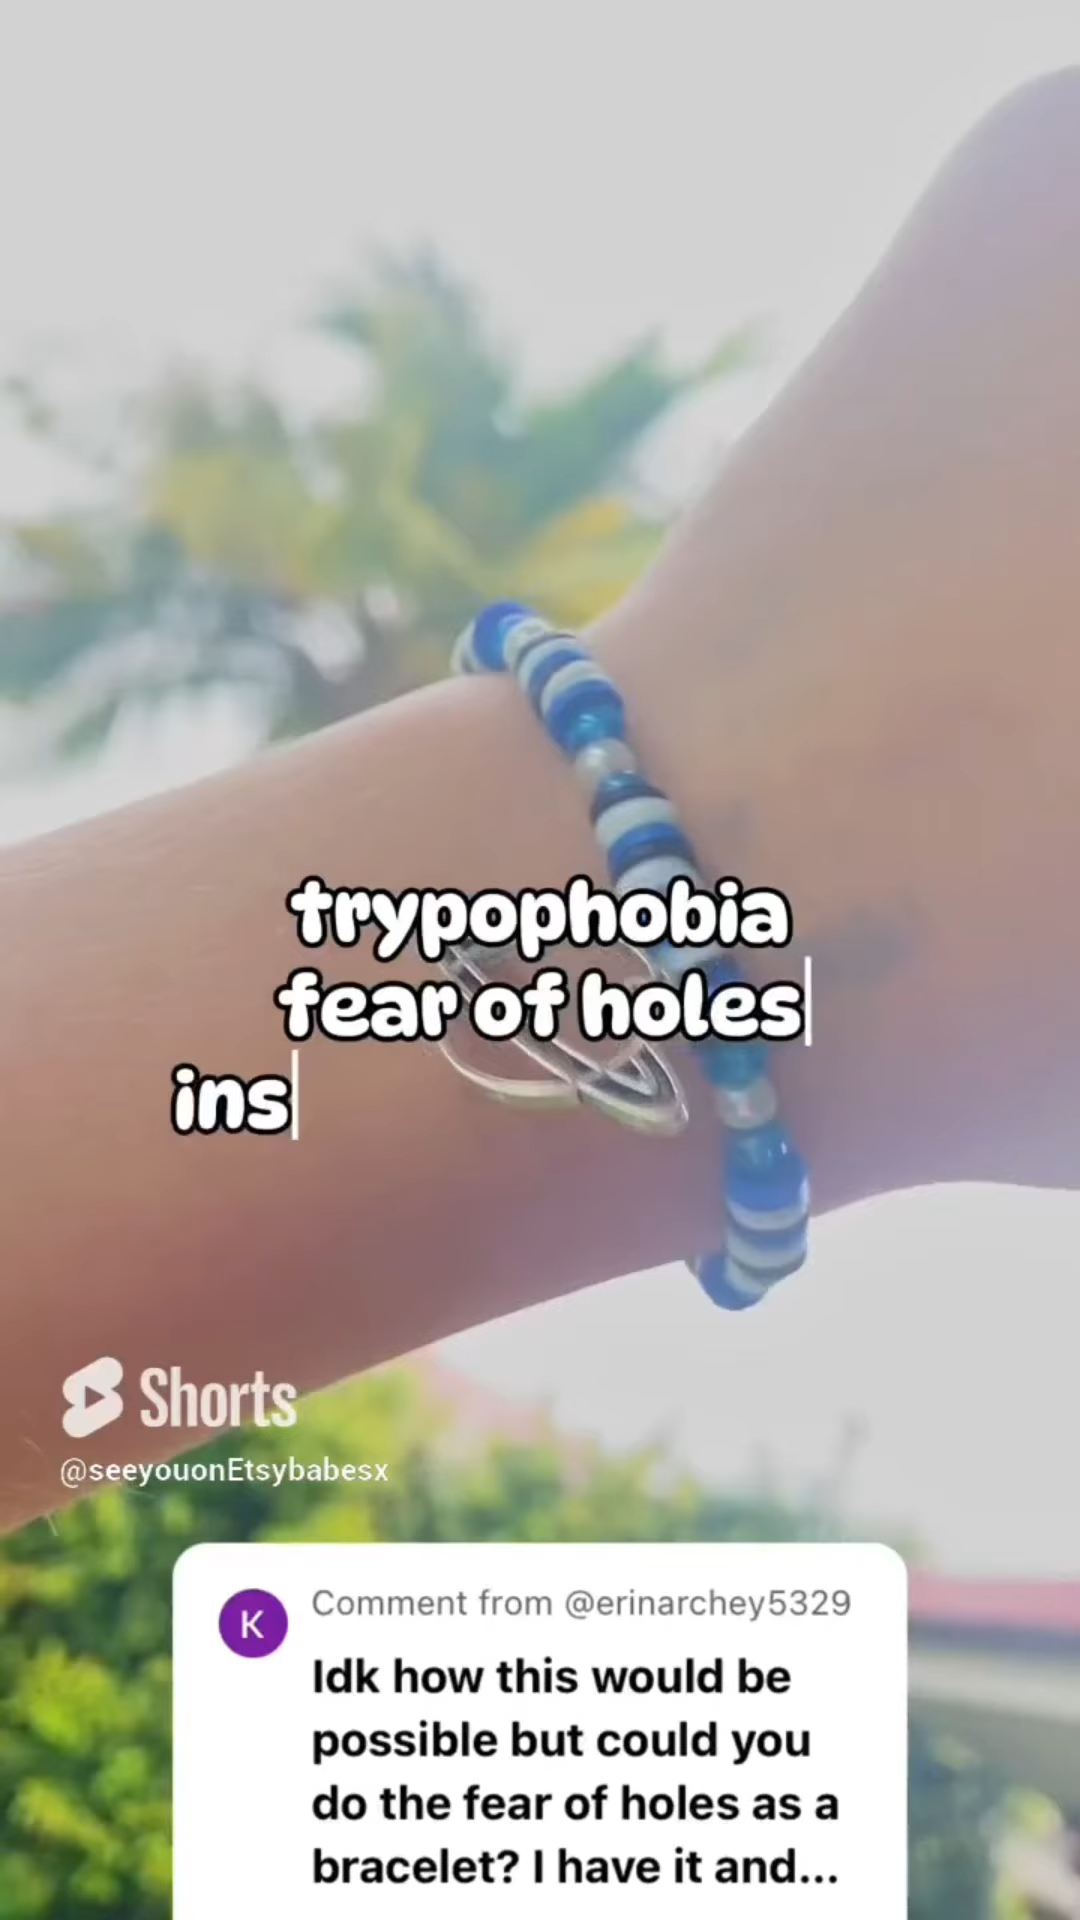 trypophobia
fear of holes
ins
Shorts
@seeyouonEtsybabesx
K
Comment from @erinarchey5329
Idk how this would be
possible but could you
do the fear of holes as a
bracelet? I have it and...